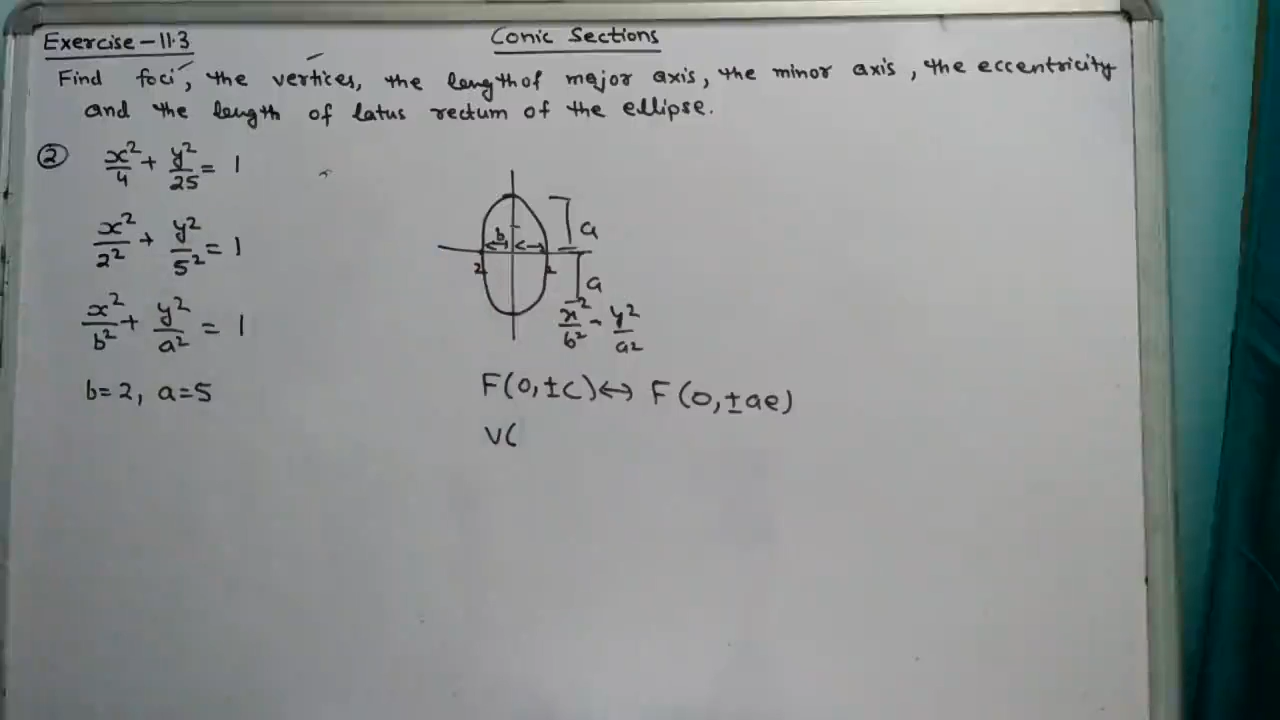 Exercise-11.3
Conic Sections
Find foci, the vertices, the length of major axis, the minor axis, the eccentricity
and the length of latus rectum of the ellipse.
② x²/4 + y²/25 = 1
x²/2² + y²/5² = 1
x²/b² + y²/a² = 1
b=2, a=5
b
a
2
2
a
x²/b² - y²/a²
F(0,±c)↔ F(0,±ae)
V(